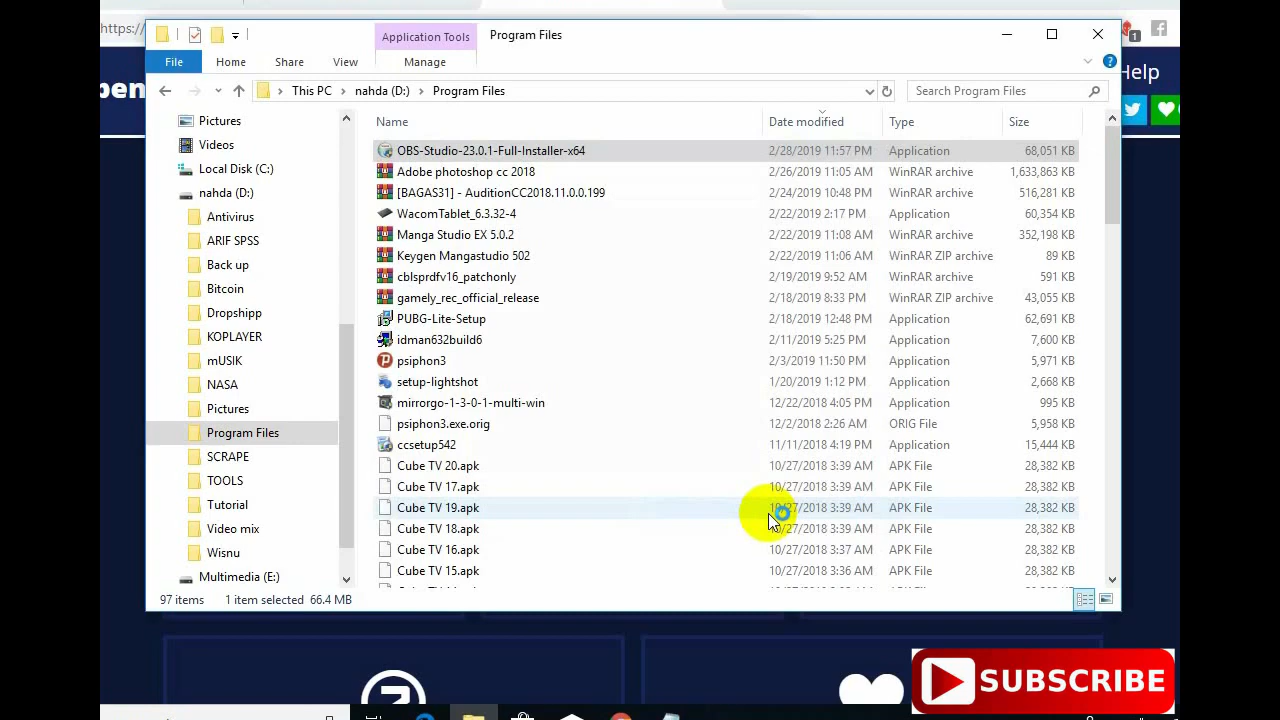 https://
Application Tools
Program Files
1
File
Home
Share
View
Manage
pen
Help
This PC
nahda (D:)
Program Files
Search Program Files
Name
Date modified
Type
Size
Pictures
Videos
Local Disk (C:)
nahda (D:)
Antivirus
ARIF SPSS
Back up
Bitcoin
Dropshipp
KOPLAYER
mUSIK
NASA
Pictures
Program Files
SCRAPE
TOOLS
Tutorial
Video mix
Wisnu
Multimedia (E:)
OBS-Studio-23.0.1-Full-Installer-x64 2/28/2019 11:57 PM Application 68,051 KB
Adobe photoshop cc 2018 2/26/2019 11:05 AM WinRAR archive 1,633,863 KB
[BAGAS31] - AuditionCC2018.11.0.0.199 2/24/2019 10:48 PM WinRAR archive 516,281 KB
WacomTablet_6.3.32-4 2/22/2019 2:17 PM Application 60,354 KB
Manga Studio EX 5.0.2 2/22/2019 11:08 AM WinRAR archive 352,198 KB
Keygen Mangastudio 502 2/22/2019 11:06 AM WinRAR ZIP archive 89 KB
cblsprdfv16_patchonly 2/19/2019 9:52 AM WinRAR archive 591 KB
gamely_rec_official_release 2/18/2019 8:33 PM WinRAR ZIP archive 43,055 KB
PUBG-Lite-Setup 2/18/2019 12:48 PM Application 62,691 KB
idman632build6 2/11/2019 5:25 PM Application 7,600 KB
psiphon3 2/3/2019 11:50 PM Application 5,971 KB
setup-lightshot 1/20/2019 1:12 PM Application 2,668 KB
mirrorgo-1-3-0-1-multi-win 12/22/2018 4:05 PM Application 995 KB
psiphon3.exe.orig 12/2/2018 2:26 AM ORIG File 5,958 KB
ccsetup542 11/11/2018 4:19 PM Application 15,444 KB
Cube TV 20.apk 10/27/2018 3:39 AM APK File 28,382 KB
Cube TV 17.apk 10/27/2018 3:39 AM APK File 28,382 KB
Cube TV 19.apk 10/27/2018 3:39 AM APK File 28,382 KB
Cube TV 18.apk 10/27/2018 3:39 AM APK File 28,382 KB
Cube TV 16.apk 10/27/2018 3:37 AM APK File 28,382 KB
Cube TV 15.apk 10/27/2018 3:36 AM APK File 28,382 KB
97 items
1 item selected 66.4 MB
SUBSCRIBE